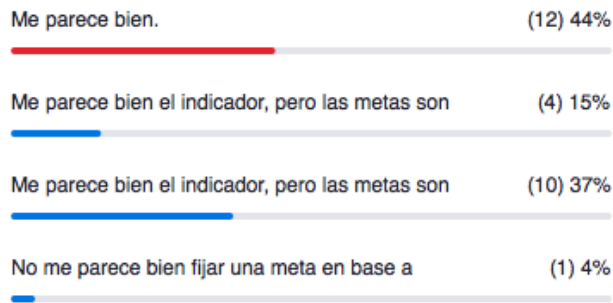 Me parece bien. (12) 44%
Me parece bien el indicador, pero las metas son (4) 15%
Me parece bien el indicador, pero las metas son (10) 37%
No me parece bien fijar una meta en base a (1) 4%